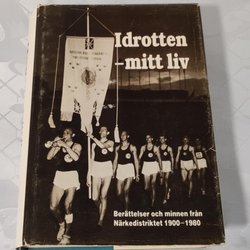 Idrotten
–mitt liv
Berättelser och minnen från
Närkedistriktet 1900–1980